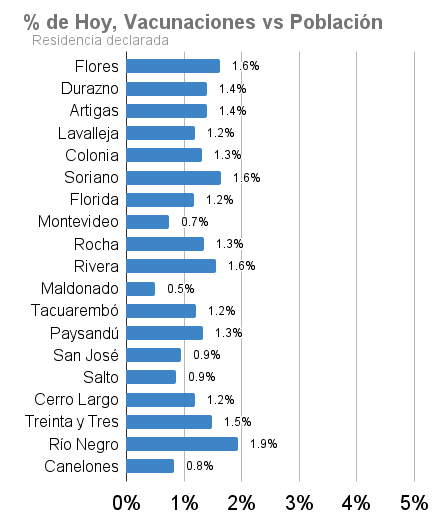 % de Hoy, Vacunaciones vs Población
Residencia declarada
Flores 1.6%
Durazno 1.4%
Artigas 1.4%
Lavalleja 1.2%
Colonia 1.3%
Soriano 1.6%
Florida 1.2%
Montevideo 0.7%
Rocha 1.3%
Rivera 1.6%
Maldonado 0.5%
Tacuarembó 1.2%
Paysandú 1.3%
San José 0.9%
Salto 0.9%
Cerro Largo 1.2%
Treinta y Tres 1.5%
Río Negro 1.9%
Canelones 0.8%
0% 1% 2% 3% 4% 5%